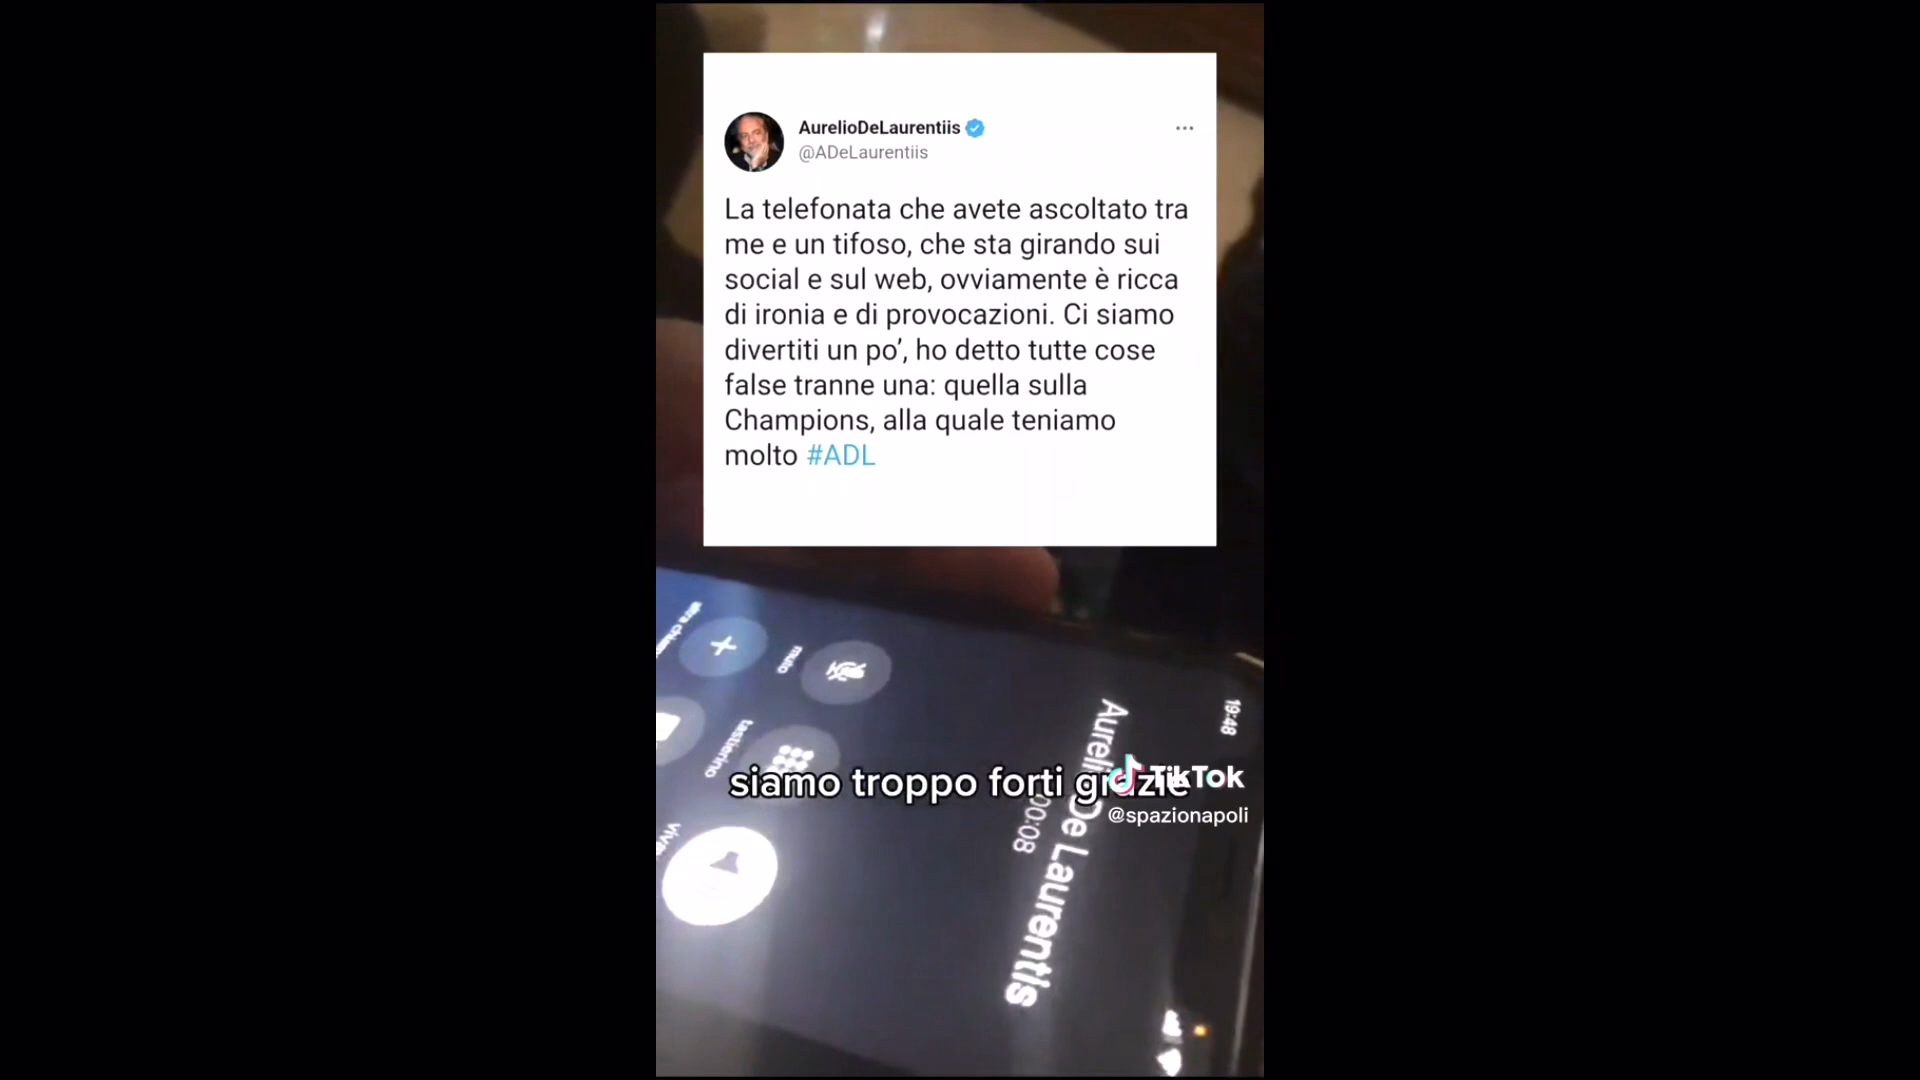 AurelioDeLaurentiis
@ADeLaurentiis
La telefonata che avete ascoltato tra
me e un tifoso, che sta girando sui
social e sul web, ovviamente è ricca
di ironia e di provocazioni. Ci siamo
divertiti un po’, ho detto tutte cose
false tranne una: quella sulla
Champions, alla quale teniamo
molto #ADL
muto
tastierino
19:48
Aurelio De Laurentis
00:08
siamo troppo forti grazie
TikTok
@spazionapoli